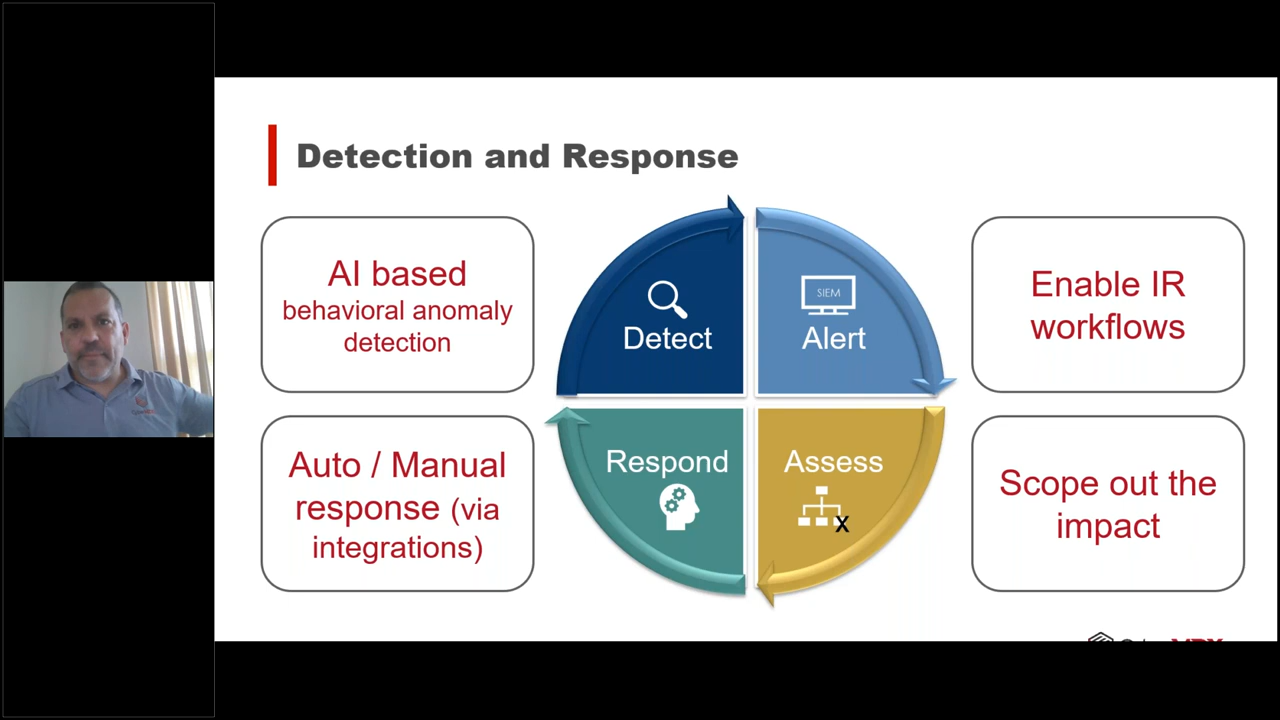 Detection and Response
AI based
behavioral anomaly
detection
Detect
SIEM
Alert
Enable IR
workflows
Auto / Manual
response (via
integrations)
Respond
Assess
X
Scope out the
impact